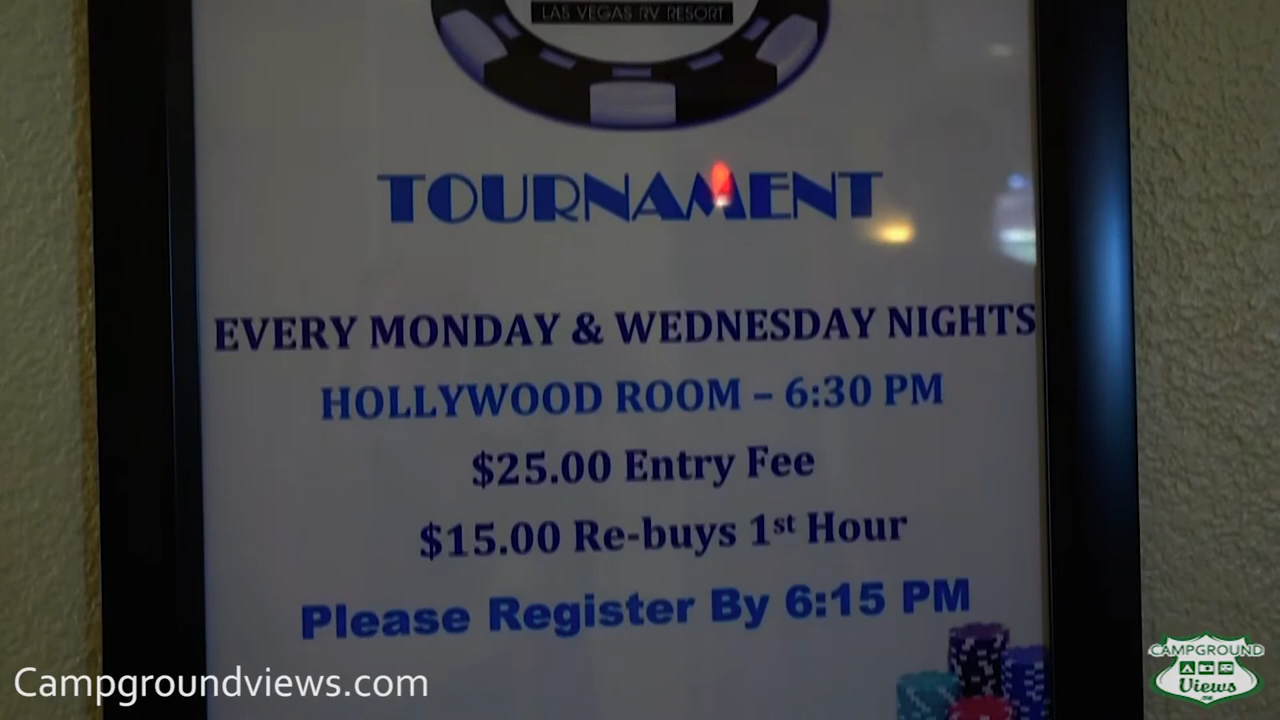 LAS VEGAS RV RESORT
TOURNAMENT
EVERY MONDAY & WEDNESDAY NIGHTS
HOLLYWOOD ROOM – 6:30 PM
$25.00 Entry Fee
$15.00 Re-buys 1st Hour
Please Register By 6:15 PM
Campgroundviews.com
CAMPGROUND
Views